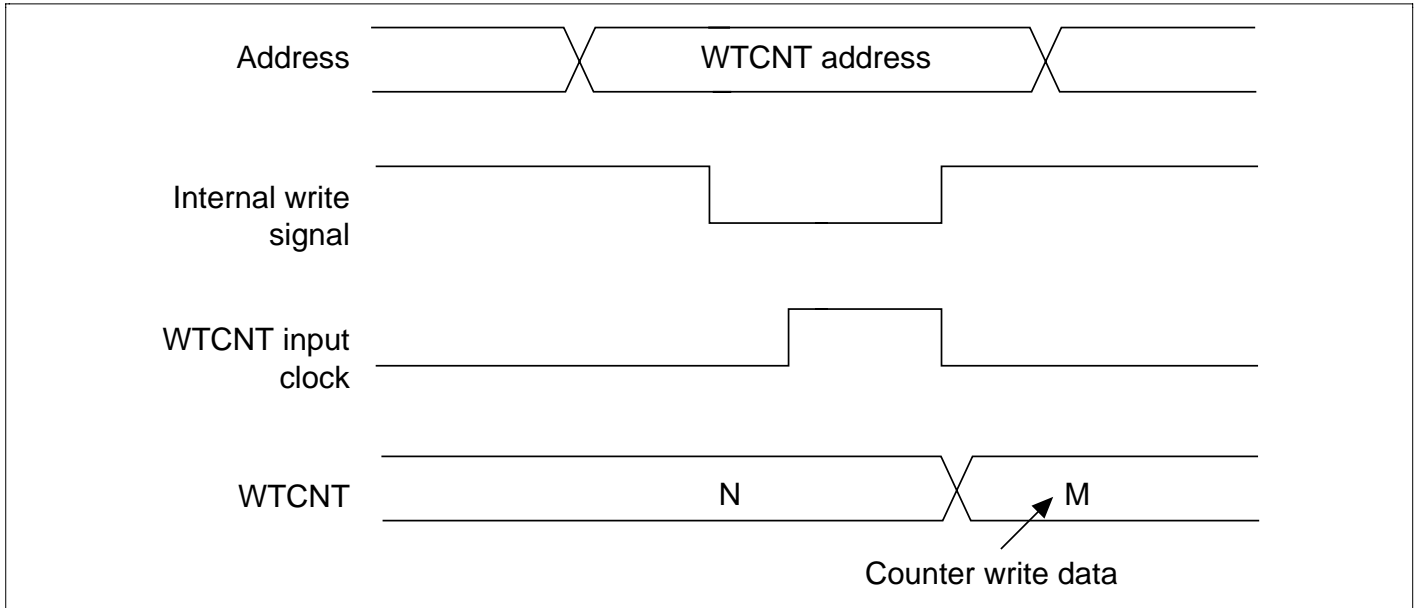 Address
WTCNT address
Internal write
signal
WTCNT input
clock
WTCNT
N
M
Counter write data